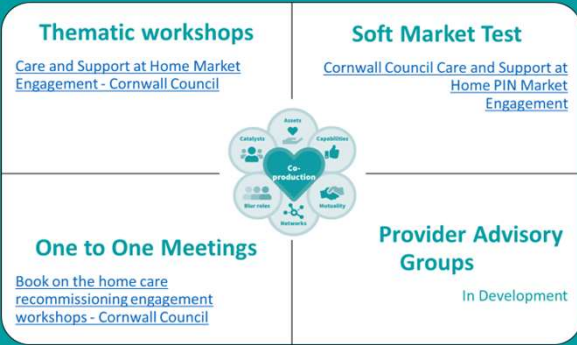 Thematic workshops
Care and Support at Home Market
Engagement - Cornwall Council
Soft Market Test
Cornwall Council Care and Support at
Home PIN Market
Engagement
Assets
Catalysts
Capabilities
Co-
production
Blur roles
Mutuality
Networks
One to One Meetings
Book on the home care
recommissioning engagement
workshops - Cornwall Council
Provider Advisory
Groups
In Development